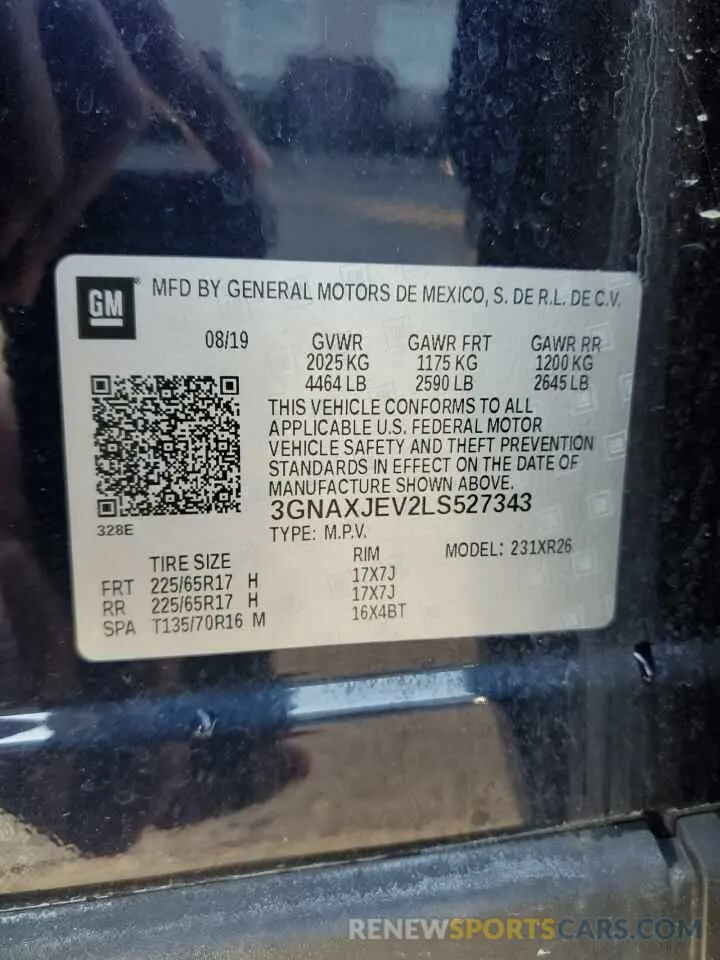 GM
MFD BY GENERAL MOTORS DE MEXICO, S. DE R.L. DE C.V.
08/19 GVWR GAWR FRT GAWR RR
2025 KG 1175 KG 1200 KG
4464 LB 2590 LB 2645 LB
THIS VEHICLE CONFORMS TO ALL
APPLICABLE U.S. FEDERAL MOTOR
VEHICLE SAFETY AND THEFT PREVENTION
STANDARDS IN EFFECT ON THE DATE OF
MANUFACTURE SHOWN ABOVE.
3GNAXJEV2LS527343
328E
TYPE: M.P.V. MODEL: 231XR26
TIRE SIZE RIM
FRT 225/65R17 H 17X7J
RR 225/65R17 H 17X7J
SPA T135/70R16 M 16X4BT
RENEWSPORTSCARS.COM